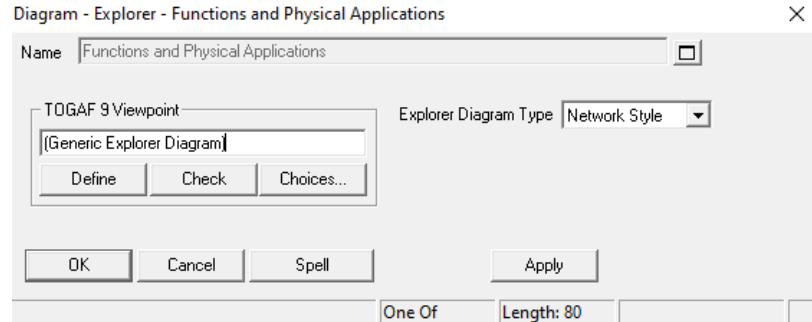 Diagram - Explorer - Functions and Physical Applications
Name Functions and Physical Applications
TOGAF 9 Viewpoint
Explorer Diagram Type Network Style
(Generic Explorer Diagram)
Define Check Choices...
OK Cancel Spell Apply
One Of Length: 80